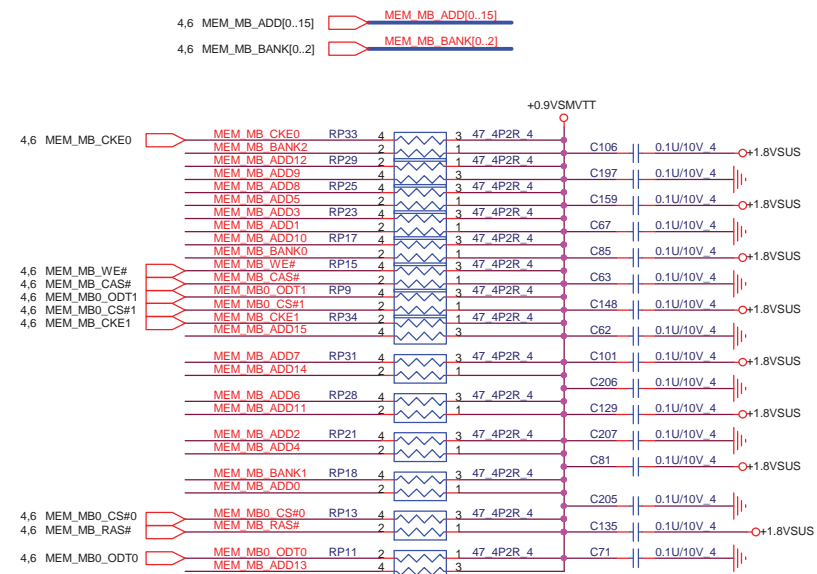 4,6 MEM_MB_ADD[0..15] MEM_MB_ADD[0..15]
4,6 MEM_MB_BANK[0..2] MEM_MB_BANK[0..2]
+0.9VSMVTT
4,6 MEM_MB_CKE0 MEM_MB_CKE0 RP33 4 3 47_4P2R_4
MEM_MB_BANK2 2 1 C106 0.1U/10V_4 +1.8VSUS
MEM_MB_ADD12 RP29 2 1 47_4P2R_4
MEM_MB_ADD9 4 3 C197 0.1U/10V_4
MEM_MB_ADD8 RP25 4 3 47_4P2R_4
MEM_MB_ADD5 2 1 C159 0.1U/10V_4 +1.8VSUS
MEM_MB_ADD3 RP23 4 3 47_4P2R_4
MEM_MB_ADD1 2 1 C67 0.1U/10V_4
MEM_MB_ADD10 RP17 4 3 47_4P2R_4
MEM_MB_BANK0 2 1 C85 0.1U/10V_4 +1.8VSUS
4,6 MEM_MB_WE# MEM_MB_WE# RP15 4 3 47_4P2R_4
4,6 MEM_MB_CAS# MEM_MB_CAS# 2 1 C63 0.1U/10V_4
4,6 MEM_MB0_ODT1 MEM_MB0_ODT1 RP9 4 3 47_4P2R_4
4,6 MEM_MB0_CS#1 MEM_MB0_CS#1 2 1 C148 0.1U/10V_4 +1.8VSUS
4,6 MEM_MB_CKE1 MEM_MB_CKE1 RP34 2 1 47_4P2R_4
MEM_MB_ADD15 4 3 C62 0.1U/10V_4
MEM_MB_ADD7 RP31 4 3 47_4P2R_4 C101 0.1U/10V_4 +1.8VSUS
MEM_MB_ADD14 2 1
C206 0.1U/10V_4
MEM_MB_ADD6 RP28 4 3 47_4P2R_4
MEM_MB_ADD11 2 1 C129 0.1U/10V_4 +1.8VSUS
MEM_MB_ADD2 RP21 4 3 47_4P2R_4 C207 0.1U/10V_4
MEM_MB_ADD4 2 1
C81 0.1U/10V_4 +1.8VSUS
MEM_MB_BANK1 RP18 4 3 47_4P2R_4
MEM_MB_ADD0 2 1
C205 0.1U/10V_4
4,6 MEM_MB0_CS#0 MEM_MB0_CS#0 RP13 4 3 47_4P2R_4
4,6 MEM_MB_RAS# MEM_MB_RAS# 2 1 C135 0.1U/10V_4 +1.8VSUS
4,6 MEM_MB0_ODT0 MEM_MB0_ODT0 RP11 2 1 47_4P2R_4 C71 0.1U/10V_4
MEM_MB_ADD13 4 3